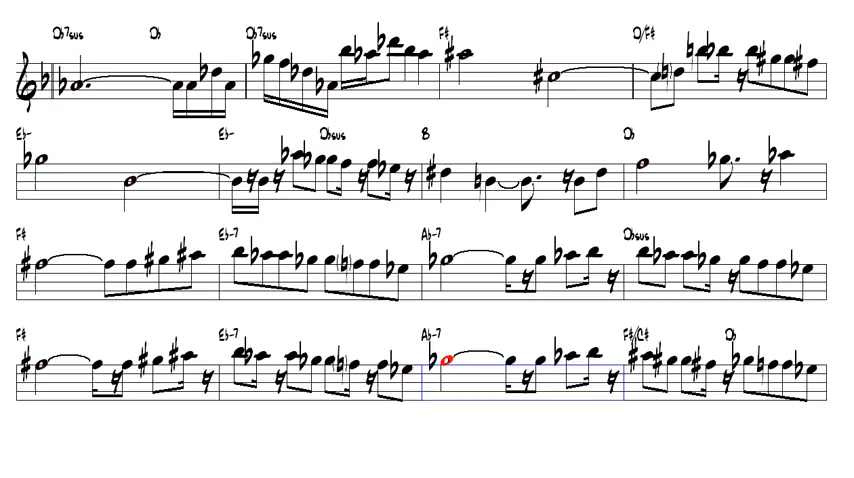 Db7sus Db Db7sus F# D/F#
Eb- Eb- Dbsus B Db
F# Eb-7 Ab-7 Dbsus
F# Eb-7 Ab-7 F#/C# Db